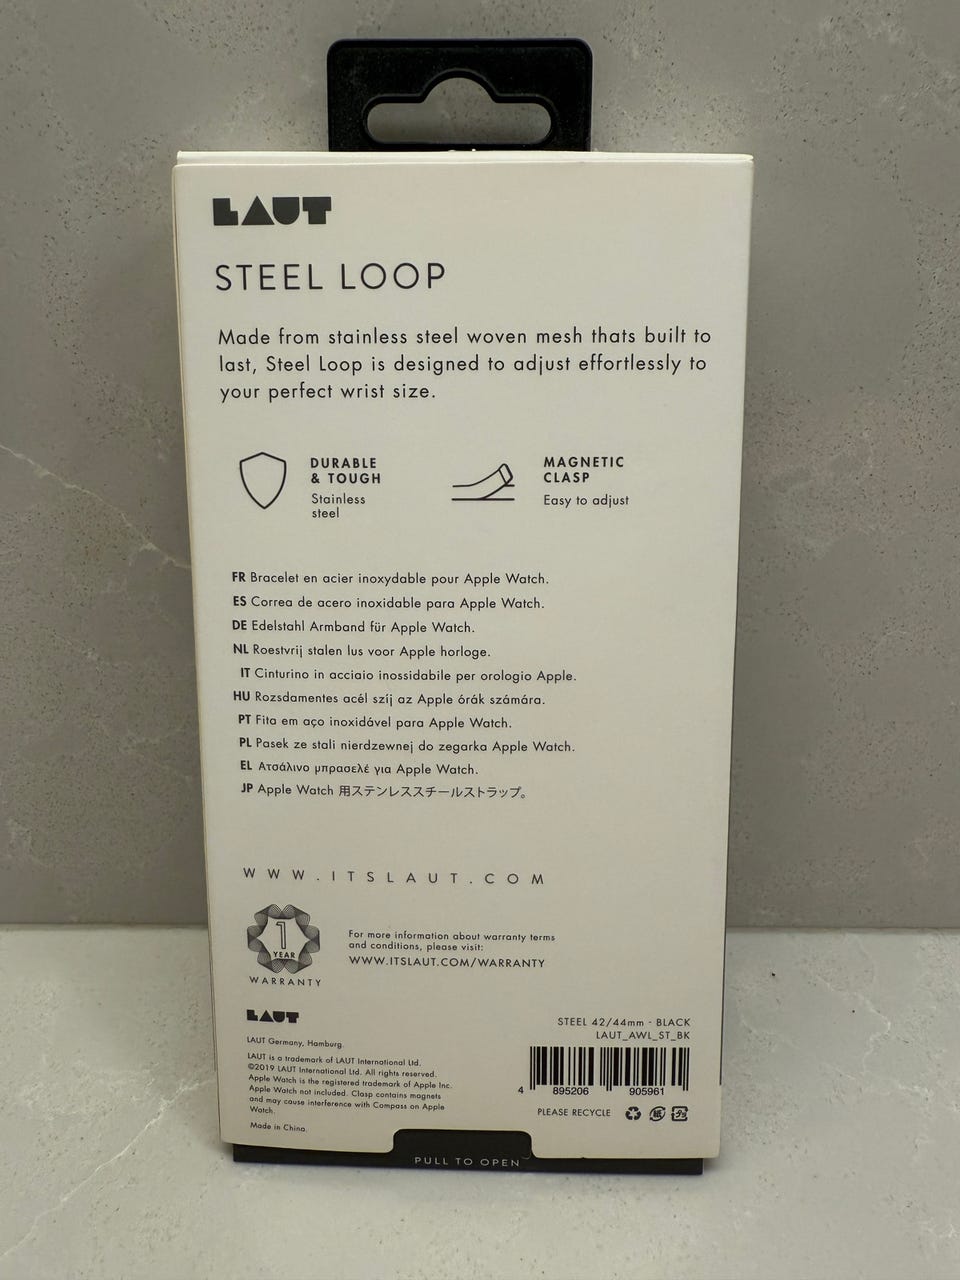 LAUT
STEEL LOOP
Made from stainless steel woven mesh thats built to
last, Steel Loop is designed to adjust effortlessly to
your perfect wrist size.
DURABLE
& TOUGH
Stainless
steel
MAGNETIC
CLASP
Easy to adjust
FR Bracelet en acier inoxydable pour Apple Watch.
ES Correa de acero inoxidable para Apple Watch.
DE Edelstahl Armband für Apple Watch.
NL Roestvrij stalen lus voor Apple horloge.
IT Cinturino in acciaio inossidabile per orologio Apple.
HU Rozsdamentes acél szíj az Apple órák számára.
PT Fita em aço inoxidável para Apple Watch.
PL Pasek ze stali nierdzewnej do zegarka Apple Watch.
EL Ατσάλινο μπρασελέ για Apple Watch.
JP Apple Watch 用ステンレススチールストラップ。
WWW.ITSLAUT.COM
1
YEAR
WARRANTY
For more information about warranty terms
and conditions, please visit:
WWW.ITSLAUT.COM/WARRANTY
LAUT
LAUT Germany, Hamburg.
LAUT is a trademark of LAUT International Ltd.
©2019 LAUT International Ltd. All rights reserved.
Apple Watch is the registered trademark of Apple Inc.
Apple Watch not included. Clasp contains magnets
and may cause interference with Compass on Apple
Watch.
Made in China.
STEEL 42/44mm - BLACK
LAUT_AWL_ST_BK
4 895206 905961
PLEASE RECYCLE
PULL TO OPEN